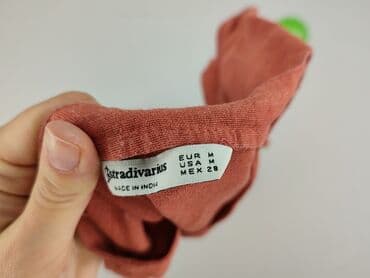 Stradivarius
MADE IN INDIA
EUR M
USA M
MEX 28